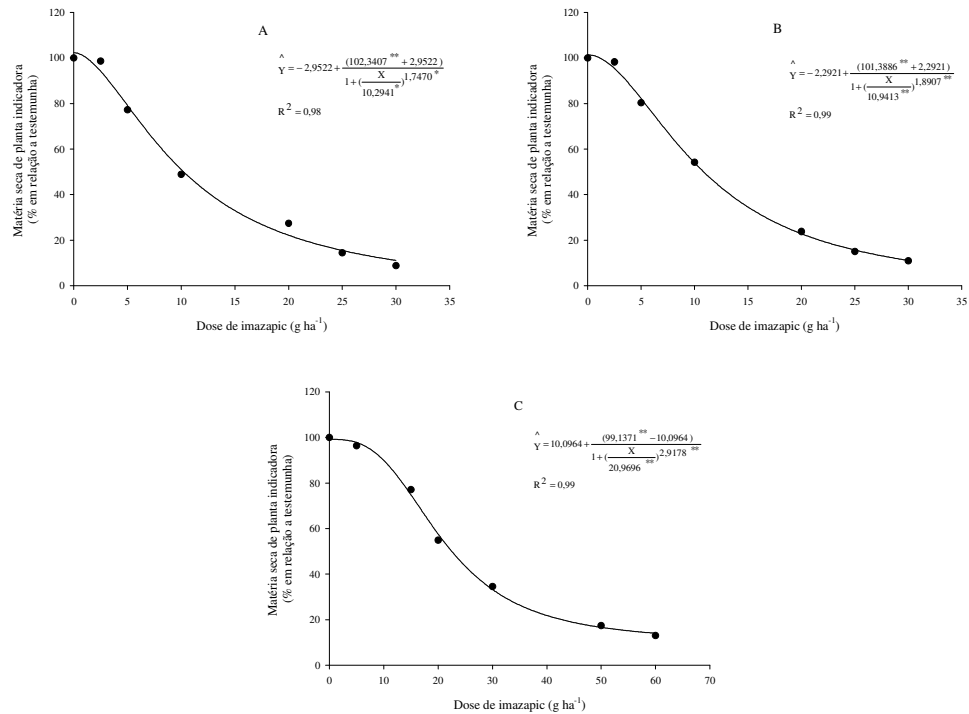 A
Ŷ = −2,9522 + (102,3407** + 2,9522) / 1 + (X / 10,2941*)^1,7470*
R² = 0,98
120
100
80
60
40
20
0
Matéria seca de planta indicadora
(% em relação a testemunha)
0 5 10 15 20 25 30 35
Dose de imazapic (g ha⁻¹)
B
Ŷ = −2,2921 + (101,3886** + 2,2921) / 1 + (X / 10,9413**)^1,8907**
R² = 0,99
120
100
80
60
40
20
0
Matéria seca de planta indicadora
(% em relação a testemunha)
0 5 10 15 20 25 30 35
Dose de imazapic (g ha⁻¹)
C
Ŷ = 10,0964 + (99,1371** − 10,0964) / 1 + (X / 20,9696**)^2,9178**
R² = 0,99
120
100
80
60
40
20
0
Matéria seca de planta indicadora
(% em relação a testemunha)
0 10 20 30 40 50 60 70
Dose de imazapic (g ha⁻¹)